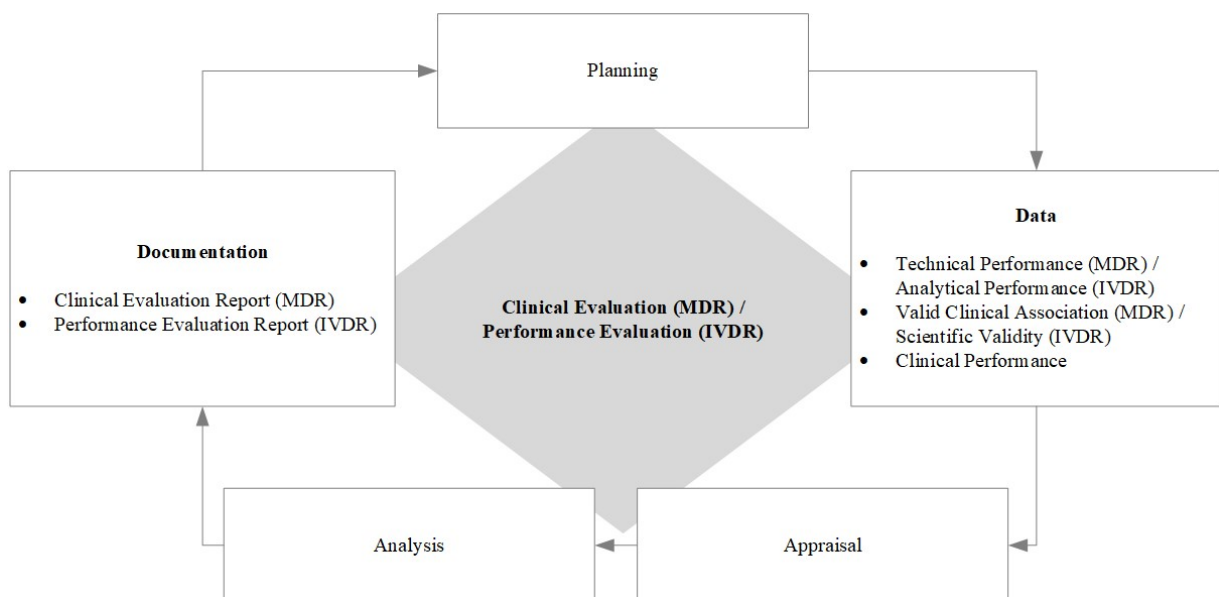 Planning
Documentation
• Clinical Evaluation Report (MDR)
• Performance Evaluation Report (IVDR)
Clinical Evaluation (MDR) /
Performance Evaluation (IVDR)
Data
• Technical Performance (MDR) /
Analytical Performance (IVDR)
• Valid Clinical Association (MDR) /
Scientific Validity (IVDR)
• Clinical Performance
Analysis
Appraisal